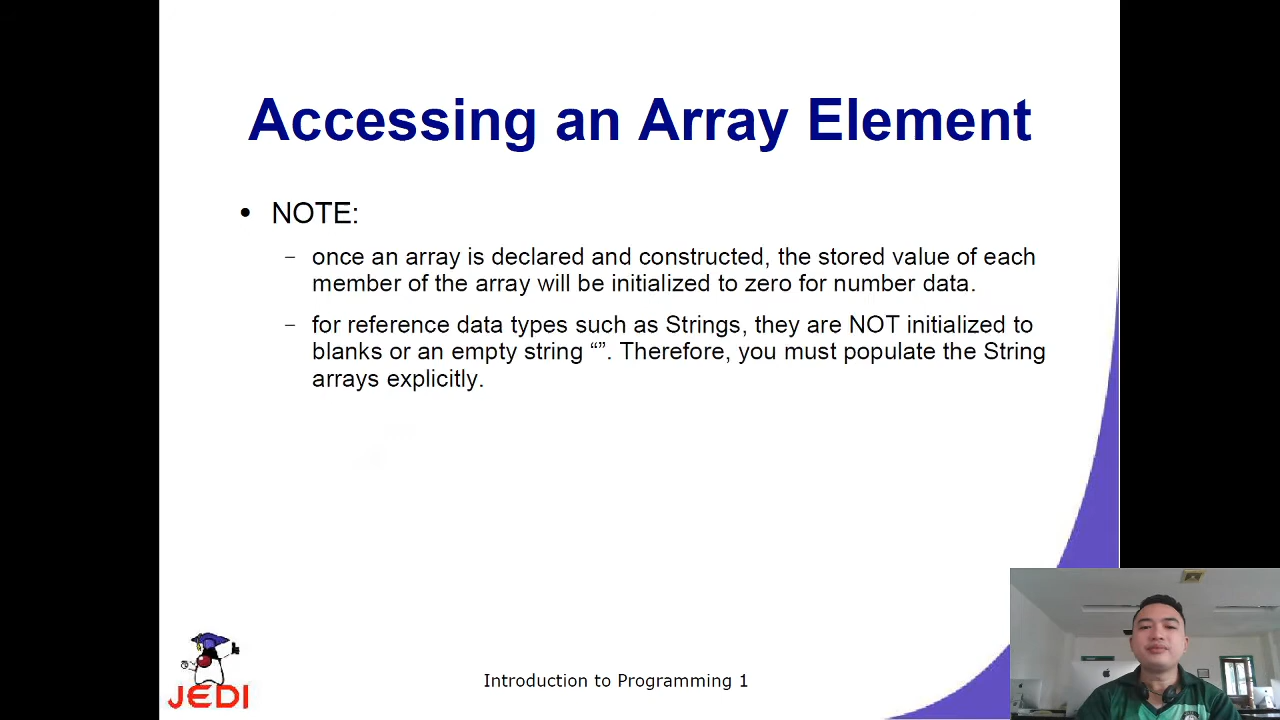 Accessing an Array Element
• NOTE:
– once an array is declared and constructed, the stored value of each
member of the array will be initialized to zero for number data.
– for reference data types such as Strings, they are NOT initialized to
blanks or an empty string “”. Therefore, you must populate the String
arrays explicitly.
JEDI
Introduction to Programming 1